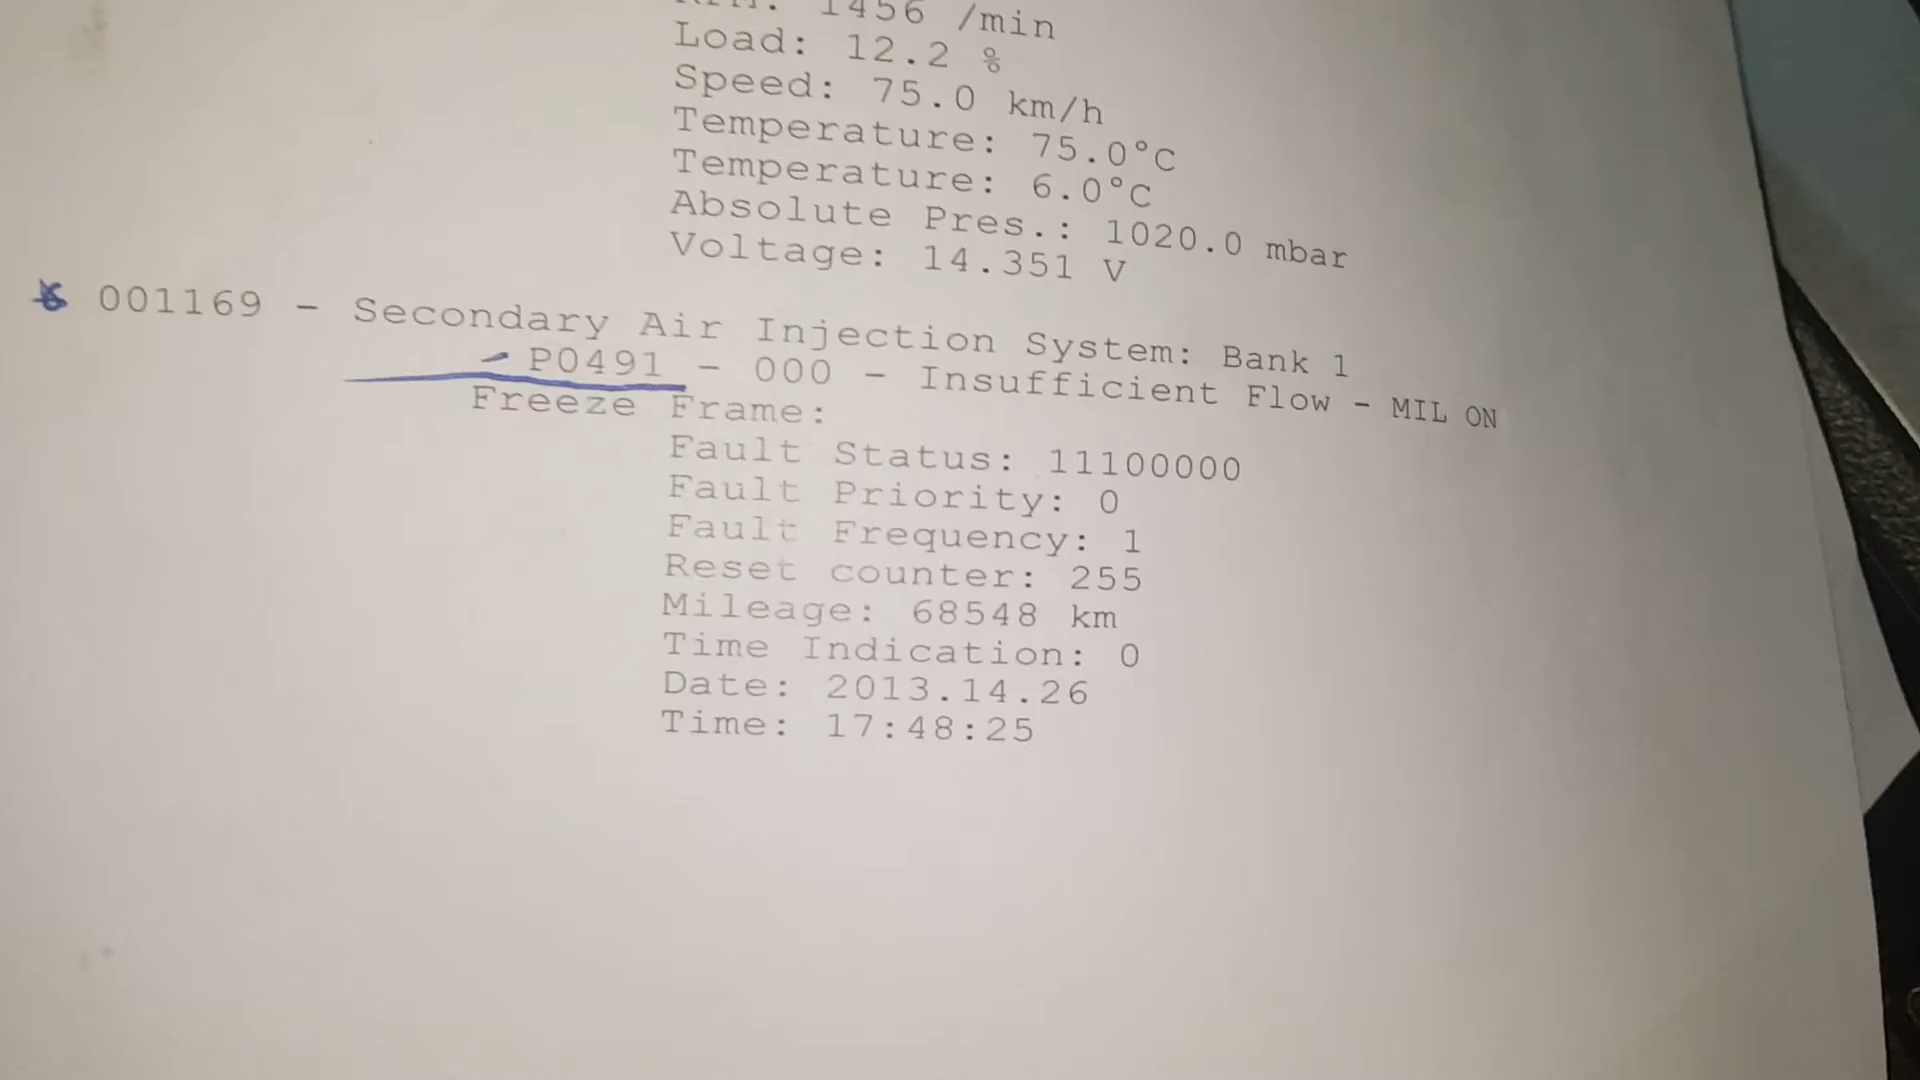 1456 /min
Load: 12.2 %
Speed: 75.0 km/h
Temperature: 75.0°C
Temperature: 6.0°C
Absolute Pres.: 1020.0 mbar
Voltage: 14.351 V
001169 - Secondary Air Injection System: Bank 1
P0491 - 000 - Insufficient Flow - MIL ON
Freeze Frame:
Fault Status: 11100000
Fault Priority: 0
Fault Frequency: 1
Reset counter: 255
Mileage: 68548 km
Time Indication: 0
Date: 2013.14.26
Time: 17:48:25